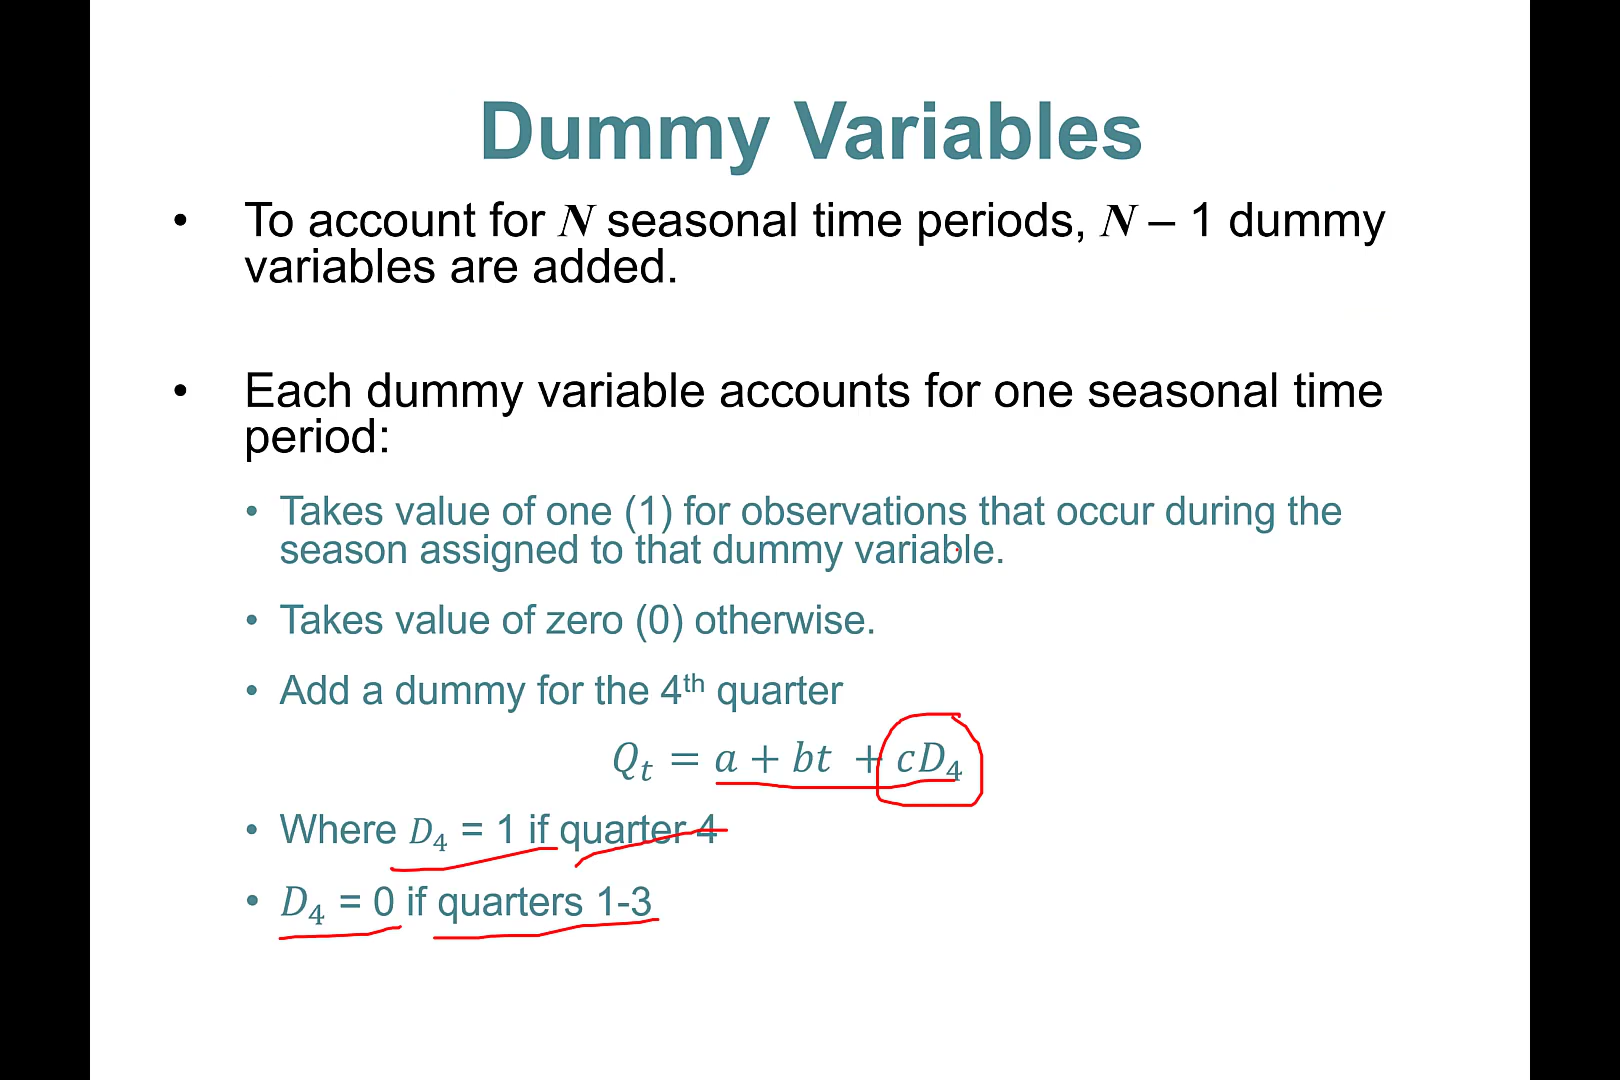 Dummy Variables
• To account for N seasonal time periods, N – 1 dummy
variables are added.
• Each dummy variable accounts for one seasonal time
period:
• Takes value of one (1) for observations that occur during the
season assigned to that dummy variable.
• Takes value of zero (0) otherwise.
• Add a dummy for the 4th quarter
Qₜ = a + bt + cD₄
• Where D₄ = 1 if quarter 4
• D₄ = 0 if quarters 1-3